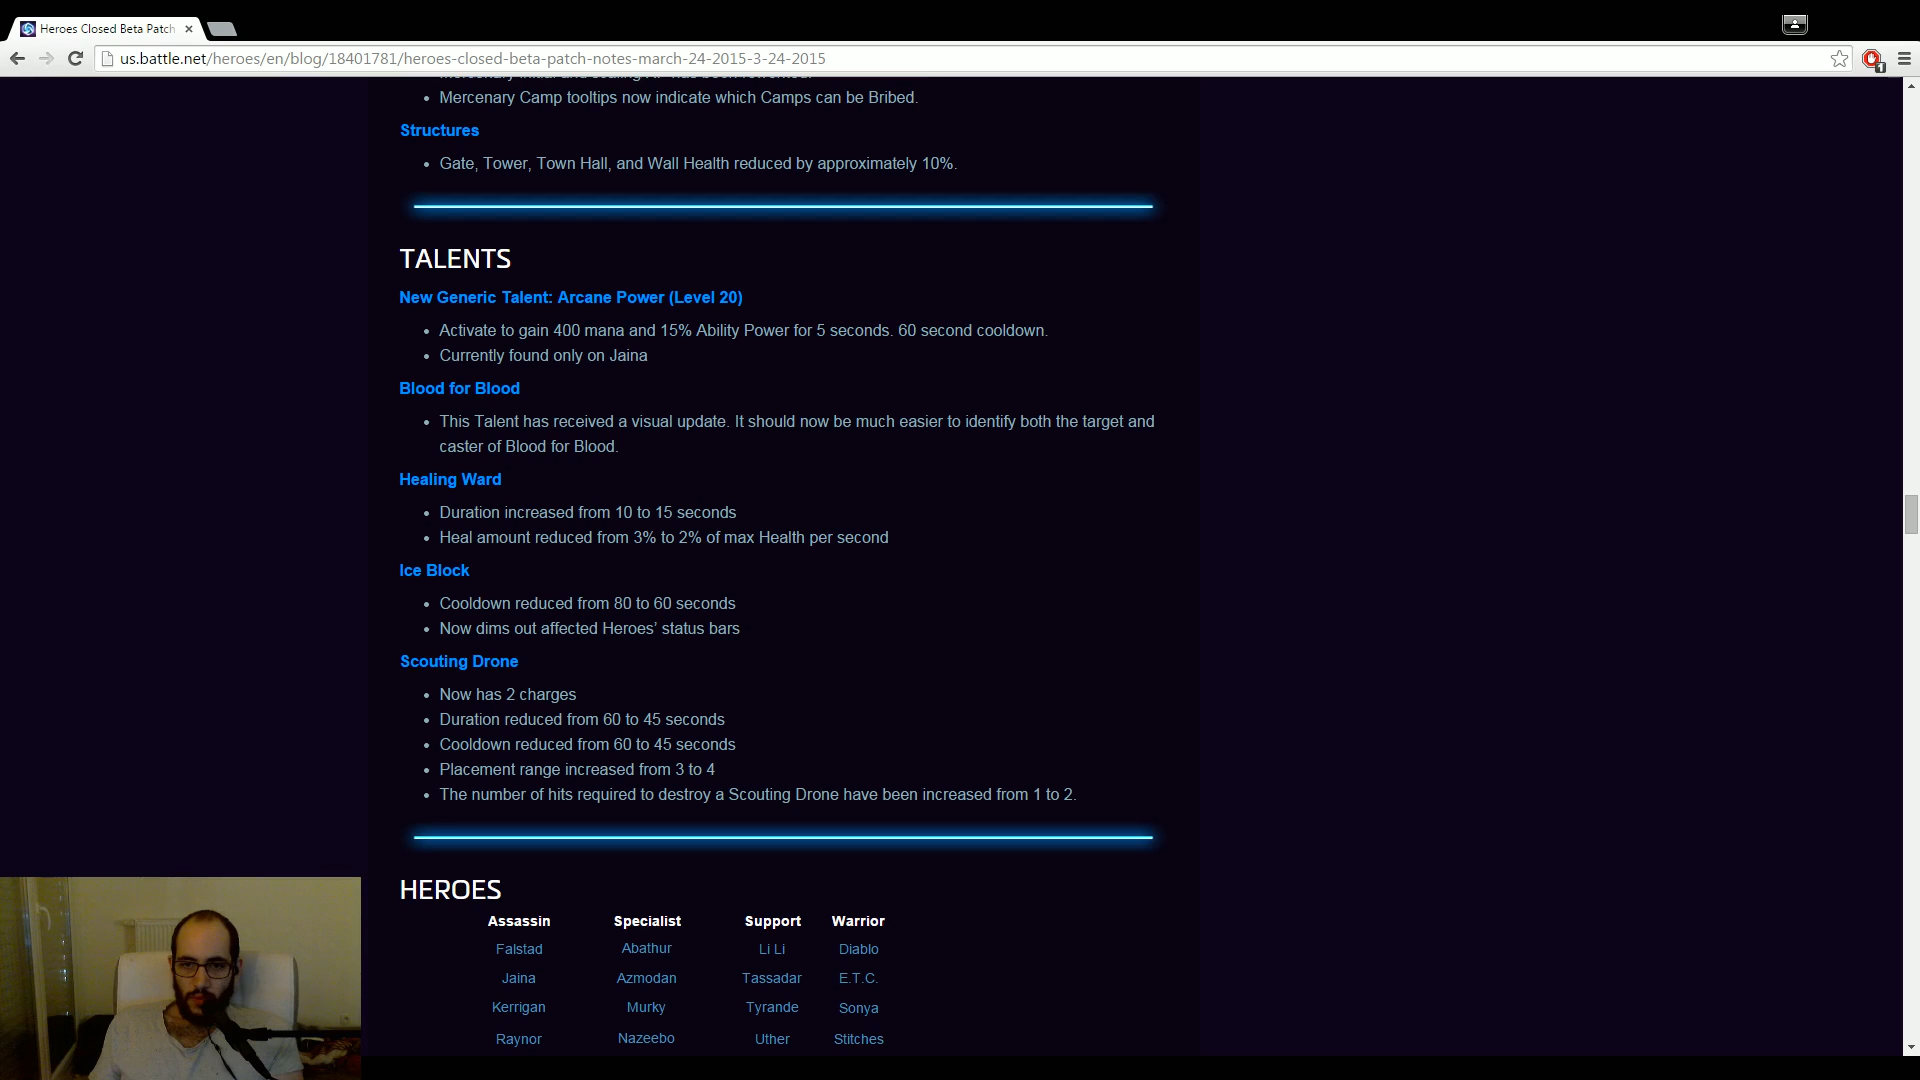 Heroes Closed Beta Patch
us.battle.net/heroes/en/blog/18401781/heroes-closed-beta-patch-notes-march-24-2015-3-24-2015
1
Mercenary Camp tooltips now indicate which Camps can be Bribed.
Structures
Gate, Tower, Town Hall, and Wall Health reduced by approximately 10%.
TALENTS
New Generic Talent: Arcane Power (Level 20)
Activate to gain 400 mana and 15% Ability Power for 5 seconds. 60 second cooldown.
Currently found only on Jaina
Blood for Blood
This Talent has received a visual update. It should now be much easier to identify both the target and
caster of Blood for Blood.
Healing Ward
Duration increased from 10 to 15 seconds
Heal amount reduced from 3% to 2% of max Health per second
Ice Block
Cooldown reduced from 80 to 60 seconds
Now dims out affected Heroes’ status bars
Scouting Drone
Now has 2 charges
Duration reduced from 60 to 45 seconds
Cooldown reduced from 60 to 45 seconds
Placement range increased from 3 to 4
The number of hits required to destroy a Scouting Drone have been increased from 1 to 2.
HEROES
Assassin Specialist Support Warrior
Falstad Abathur Li Li Diablo
Jaina Azmodan Tassadar E.T.C.
Kerrigan Murky Tyrande Sonya
Raynor Nazeebo Uther Stitches